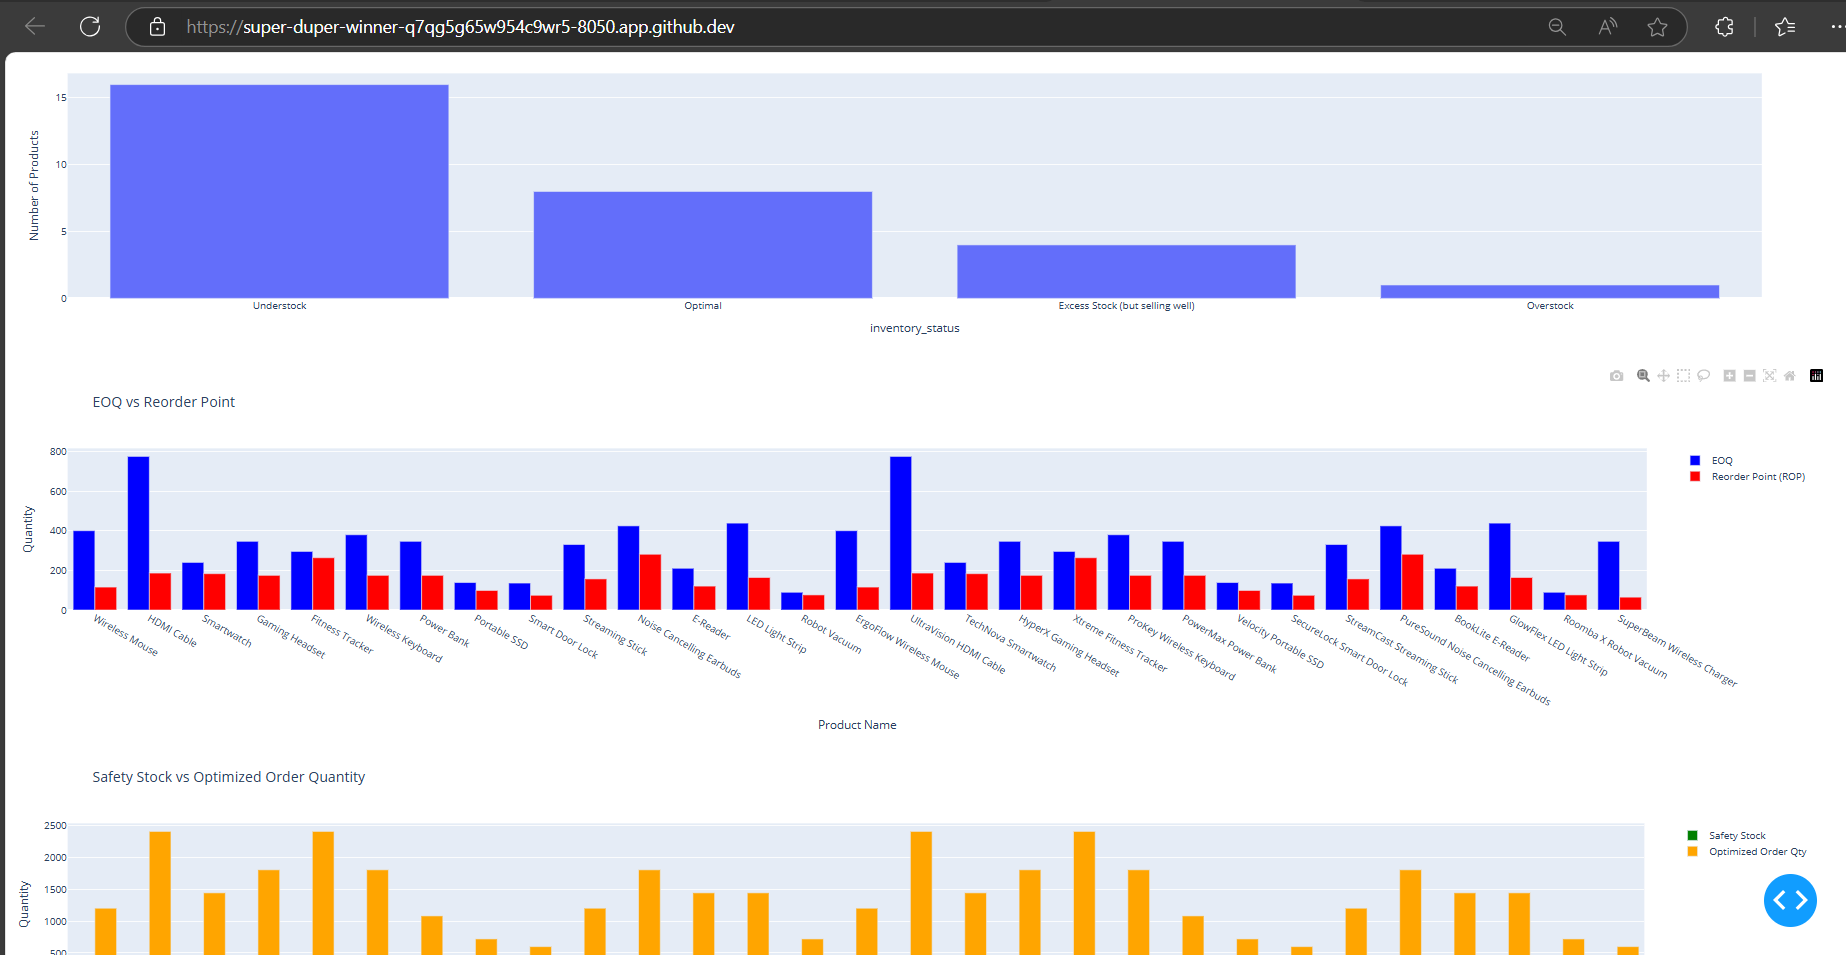 https://super-duper-winner-q7qg5g65w954c9wr5-8050.app.github.dev
15
10
5
0
Number of Products
Understock
Optimal
Excess Stock (but selling well)
Overstock
inventory_status
EOQ vs Reorder Point
800
600
400
200
0
Quantity
EOQ
Reorder Point (ROP)
Wireless Mouse
HDMI Cable
Smartwatch
Gaming Headset
Fitness Tracker
Wireless Keyboard
Power Bank
Portable SSD
Smart Door Lock
Streaming Stick
Noise Cancelling Earbuds
E-Reader
LED Light Strip
Robot Vacuum
ErgoFlow Wireless Mouse
UltraVision HDMI Cable
TechNova Smartwatch
HyperX Gaming Headset
Xtreme Fitness Tracker
ProKey Wireless Keyboard
PowerMax Power Bank
Velocity Portable SSD
SecureLock Smart Door Lock
StreamCast Streaming Stick
PureSound Noise Cancelling Earbuds
BookLite E-Reader
GlowFlex LED Light Strip
Roomba X Robot Vacuum
SuperBeam Wireless Charger
Product Name
Safety Stock vs Optimized Order Quantity
2500
2000
1500
1000
500
Quantity
Safety Stock
Optimized Order Qty